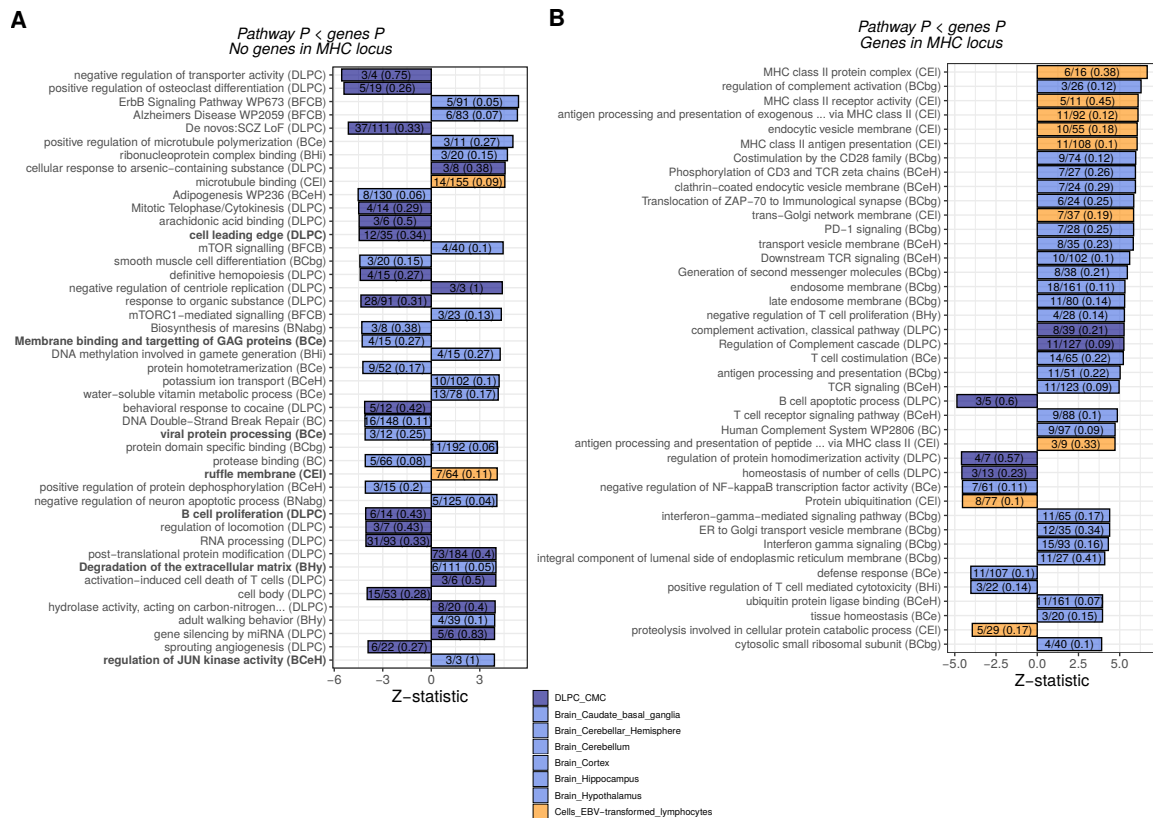 A
Pathway P < genes P
No genes in MHC locus
negative regulation of transporter activity (DLPC) 3/4 (0.75)
positive regulation of osteoclast differentiation (DLPC) 5/19 (0.26)
ErbB Signaling Pathway WP673 (BFCB) 5/91 (0.05)
Alzheimers Disease WP2059 (BFCB) 6/83 (0.07)
De novo:SCZ LoF (DLPC) 37/111 (0.33)
positive regulation of microtubule polymerization (BCe) 3/11 (0.27)
ribonucleoprotein complex binding (BHi) 3/20 (0.15)
cellular response to arsenic-containing substance (DLPC) 3/8 (0.38)
microtubule binding (CEl) 14/155 (0.09)
Adipogenesis WP236 (BCeH) 8/130 (0.06)
Mitotic Telophase/Cytokinesis (DLPC) 4/14 (0.29)
arachidonic acid binding (DLPC) 3/6 (0.5)
cell leading edge (DLPC) 12/35 (0.34)
mTOR signalling (BFCB) 4/40 (0.1)
smooth muscle cell differentiation (BCbg) 3/20 (0.15)
definitive hemopoiesis (DLPC) 4/15 (0.27)
negative regulation of centriole replication (DLPC) 3/3 (1)
response to organic substance (DLPC) 28/91 (0.31)
mTORC1-mediated signalling (BFCB) 3/23 (0.13)
Biosynthesis of maresins (BNabg) 3/8 (0.38)
Membrane binding and targetting of GAG proteins (BCe) 4/15 (0.27)
DNA methylation involved in gamete generation (BHi) 4/15 (0.27)
protein homotetramerization (BCe) 9/52 (0.17)
potassium ion transport (BCeH) 10/102 (0.1)
water-soluble vitamin metabolic process (BCe) 13/78 (0.17)
behavioral response to cocaine (DLPC) 5/12 (0.42)
DNA Double-Strand Break Repair (BC) 16/148 (0.11)
viral protein processing (BCe) 3/12 (0.25)
protein domain specific binding (BCbg) 11/192 (0.06)
protease binding (BC) 5/66 (0.08)
ruffle membrane (CEl) 7/64 (0.11)
positive regulation of protein dephosphorylation (BCeH) 3/15 (0.2)
negative regulation of neuron apoptotic process (BNabg) 5/125 (0.04)
B cell proliferation (DLPC) 6/14 (0.43)
regulation of locomotion (DLPC) 3/7 (0.43)
RNA processing (DLPC) 31/93 (0.33)
post-translational protein modification (DLPC) 73/184 (0.4)
Degradation of the extracellular matrix (BHy) 6/111 (0.05)
activation-induced cell death of T cells (DLPC) 3/6 (0.5)
cell body (DLPC) 15/53 (0.28)
hydrolase activity, acting on carbon-nitrogen... (DLPC) 8/20 (0.4)
adult walking behavior (BHy) 4/39 (0.1)
gene silencing by miRNA (DLPC) 5/6 (0.83)
sprouting angiogenesis (DLPC) 6/22 (0.27)
regulation of JUN kinase activity (BCeH) 3/3 (1)
−6 −3 0 3
Z−statistic
B
Pathway P < genes P
Genes in MHC locus
MHC class II protein complex (CEl) 6/16 (0.38)
regulation of complement activation (BCbg) 3/26 (0.12)
MHC class II receptor activity (CEl) 5/11 (0.45)
antigen processing and presentation of exogenous ... via MHC class II (CEl) 11/92 (0.12)
endocytic vesicle membrane (CEl) 10/55 (0.18)
MHC class II antigen presentation (CEl) 11/108 (0.1)
Costimulation by the CD28 family (BCbg) 9/74 (0.12)
Phosphorylation of CD3 and TCR zeta chains (BCeH) 7/27 (0.26)
clathrin-coated endocytic vesicle membrane (BCeH) 7/24 (0.29)
Translocation of ZAP-70 to Immunological synapse (BCbg) 6/24 (0.25)
trans-Golgi network membrane (CEl) 7/37 (0.19)
PD-1 signaling (BCbg) 7/28 (0.25)
transport vesicle membrane (BCeH) 8/35 (0.23)
Downstream TCR signaling (BCeH) 10/102 (0.1)
Generation of second messenger molecules (BCbg) 8/38 (0.21)
endosome membrane (BCbg) 18/161 (0.11)
late endosome membrane (BCbg) 11/80 (0.14)
negative regulation of T cell proliferation (BHy) 4/28 (0.14)
complement activation, classical pathway (DLPC) 8/39 (0.21)
Regulation of Complement cascade (DLPC) 11/127 (0.09)
T cell costimulation (BCe) 14/65 (0.22)
antigen processing and presentation (BCbg) 11/51 (0.22)
TCR signaling (BCeH) 11/123 (0.09)
B cell apoptotic process (DLPC) 3/5 (0.6)
T cell receptor signaling pathway (BCeH) 9/88 (0.1)
Human Complement System WP2806 (BC) 9/97 (0.09)
antigen processing and presentation of peptide ... via MHC class II (CEl) 3/9 (0.33)
regulation of protein homodimerization activity (DLPC) 4/7 (0.57)
homeostasis of number of cells (DLPC) 3/13 (0.23)
negative regulation of NF-kappaB transcription factor activity (BCe) 7/61 (0.11)
Protein ubiquitination (CEl) 8/77 (0.1)
interferon-gamma-mediated signaling pathway (BCbg) 11/65 (0.17)
ER to Golgi transport vesicle membrane (BCbg) 12/35 (0.34)
Interferon gamma signaling (BCbg) 15/93 (0.16)
integral component of lumenal side of endoplasmic reticulum membrane (BCbg) 11/27 (0.41)
defense response (BCe) 11/107 (0.1)
positive regulation of T cell mediated cytotoxicity (BHi) 3/22 (0.14)
ubiquitin protein ligase binding (BCeH) 11/161 (0.07)
tissue homeostasis (BCe) 3/20 (0.15)
proteolysis involved in cellular protein catabolic process (CEl) 5/29 (0.17)
cytosolic small ribosomal subunit (BCbg) 4/40 (0.1)
−5.0 −2.5 0.0 2.5 5.0
Z−statistic
DLPC_CMC
Brain_Caudate_basal_ganglia
Brain_Cerebellar_Hemisphere
Brain_Cerebellum
Brain_Cortex
Brain_Hippocampus
Brain_Hypothalamus
Cells_EBV−transformed_lymphocytes